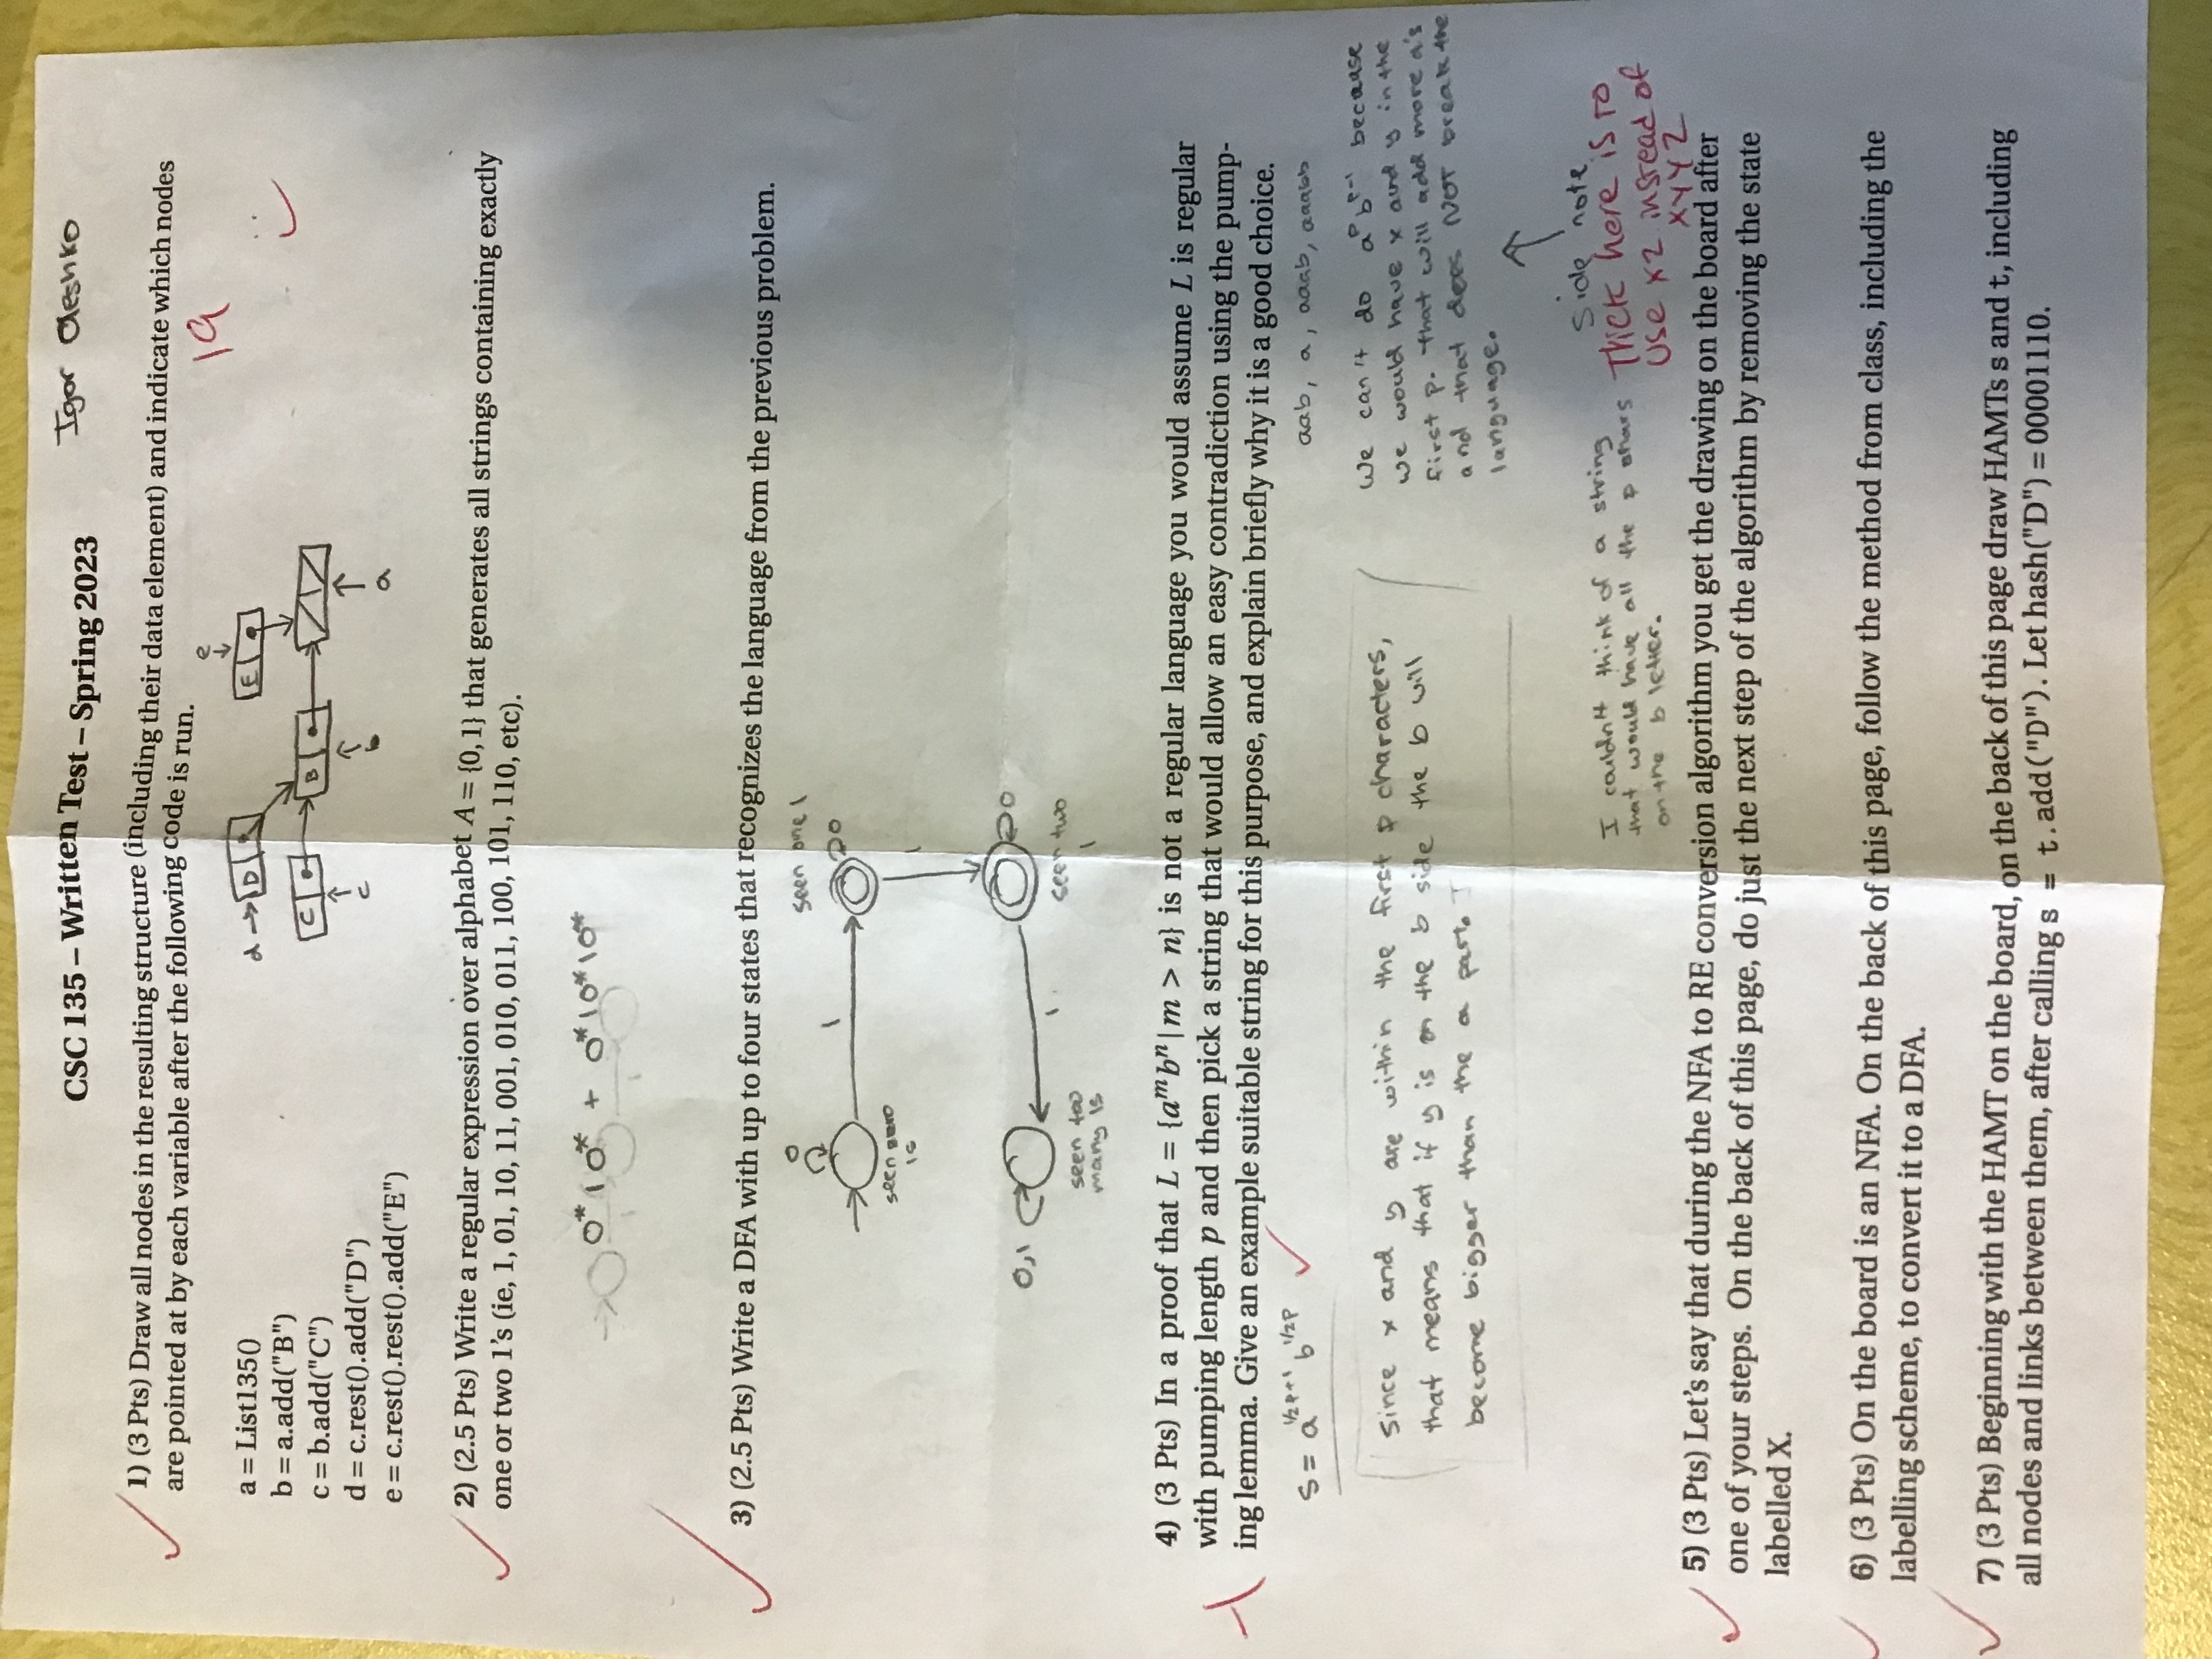 CSC 135 – Written Test – Spring 2023
Igor Oleshko
1) (3 Pts) Draw all nodes in the resulting structure (including their data element) and indicate which nodes
are pointed at by each variable after the following code is run.
19
a = List135()
b = a.add("B")
c = b.add("C")
d = c.rest().add("D")
e = c.rest().rest().add("E")
e
d → D E
C B
c b a
2) (2.5 Pts) Write a regular expression over alphabet A = {0, 1} that generates all strings containing exactly
one or two 1's (ie, 1, 01, 10, 11, 001, 010, 011, 100, 101, 110, etc).
0*10* + 0*10*10*
3) (2.5 Pts) Write a DFA with up to four states that recognizes the language from the previous problem.
0
seen one 1
1
0
seen zero
1s
1
0
0,1
1
seen two
1
seen too
many 1s
4) (3 Pts) In a proof that L = {aᵐbⁿ | m > n} is not a regular language you would assume L is regular
with pumping length p and then pick a string that would allow an easy contradiction using the pump-
ing lemma. Give an example suitable string for this purpose, and explain briefly why it is a good choice.
-1
S = a^{1/2p+1} b^{1/2p}
aab, a, aaab, aaabb
Since x and y are within the first p characters,
that means that if y is on the b side the b will
become bigger than the a part.
We can't do aᵖbᵖ⁻¹ because
we would have x and y in the
first p. that will add more a's
and that does NOT break the
language.
Side note
I couldn't think of a string
that would have all the p chars
on the b letter.
Trick here is to
use xz instead of
xyyz
5) (3 Pts) Let's say that during the NFA to RE conversion algorithm you get the drawing on the board after
one of your steps. On the back of this page, do just the next step of the algorithm by removing the state
labelled X.
6) (3 Pts) On the board is an NFA. On the back of this page, follow the method from class, including the
labelling scheme, to convert it to a DFA.
7) (3 Pts) Beginning with the HAMT on the board, on the back of this page draw HAMTs s and t, including
all nodes and links between them, after calling s = t.add("D"). Let hash("D") = 00001110.